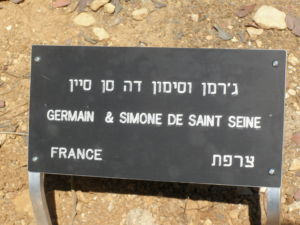 ג'רמן וסימון דה סן סיין
GERMAIN & SIMONE DE SAINT SEINE
FRANCE צרפת